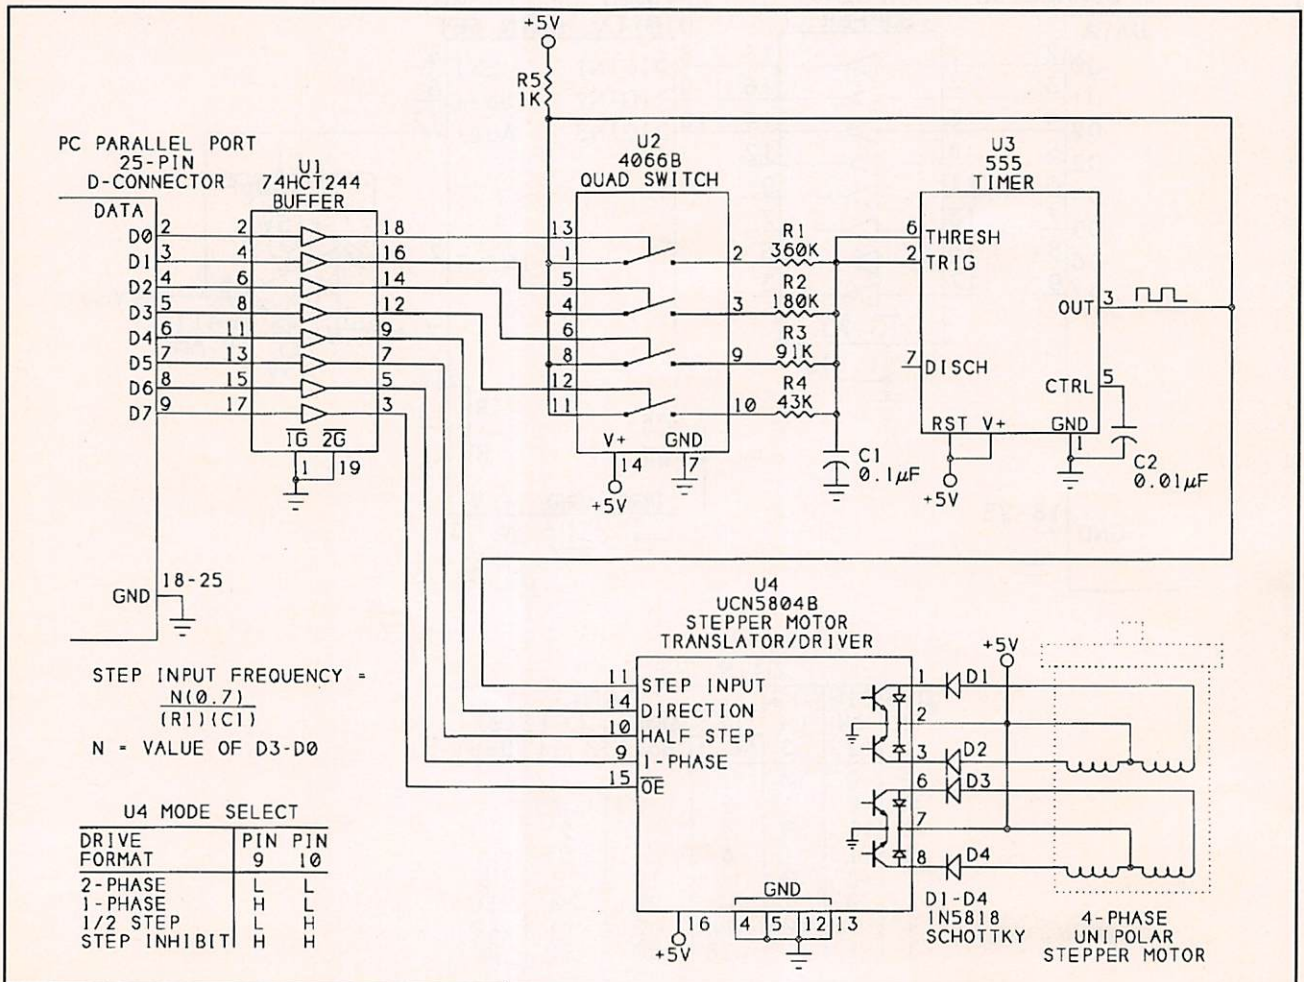 +5V
R5
1K
PC PARALLEL PORT
25-PIN
D-CONNECTOR
U1
74HCT244
BUFFER
U2
4066B
QUAD SWITCH
U3
555
TIMER
DATA
D0 2 2 18 13
D1 3 4 16 1 2
D2 4 6 14 5
D3 5 8 12 4 3
D4 6 11 9 6
D5 7 13 7 8 9
D6 8 15 5 12
D7 9 17 3 11 10
1G 2G
1 19
V+ GND
14 7
+5V
R1
360K
R2
180K
R3
91K
R4
43K
C1
0.1µF
6 THRESH
2 TRIG
OUT 3
7 DISCH
CTRL 5
RST V+ GND
1
+5V
C2
0.01µF
GND 18-25
STEP INPUT FREQUENCY =
N(0.7)
(R1)(C1)
N = VALUE OF D3-D0
U4 MODE SELECT
DRIVE FORMAT PIN 9 PIN 10
2-PHASE L L
1-PHASE H L
1/2 STEP L H
STEP INHIBIT H H
U4
UCN5804B
STEPPER MOTOR
TRANSLATOR/DRIVER
11 STEP INPUT
14 DIRECTION
10 HALF STEP
9 1-PHASE
15 OE
+5V
1 D1
2
3 D2
6 D3
7
8 D4
GND
16 4 5 12 13
+5V
D1-D4
1N5818
SCHOTTKY
4-PHASE
UNIPOLAR
STEPPER MOTOR